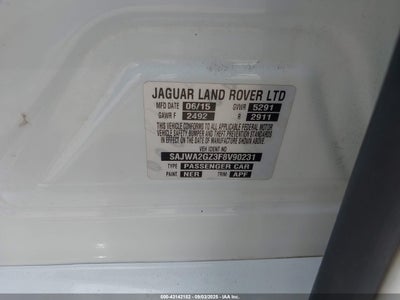 JAGUAR LAND ROVER LTD
MFD DATE 06/15 GVWR 5291
GAWR F 2492 R 2911
THIS VEHICLE CONFORMS TO ALL APPLICABLE FEDERAL MOTOR
VEHICLE SAFETY BUMPER AND THEFT PREVENTION STANDARDS
IN EFFECT ON THE DATE OF MANUFACTURE SHOWN ABOVE
VEH IDENT NO
SAJWA2GZ3F8V90231
TYPE PASSENGER CAR
PAINT NER TRIM APF
500-43142182 - 09/03/2025 - © IAA, Inc.